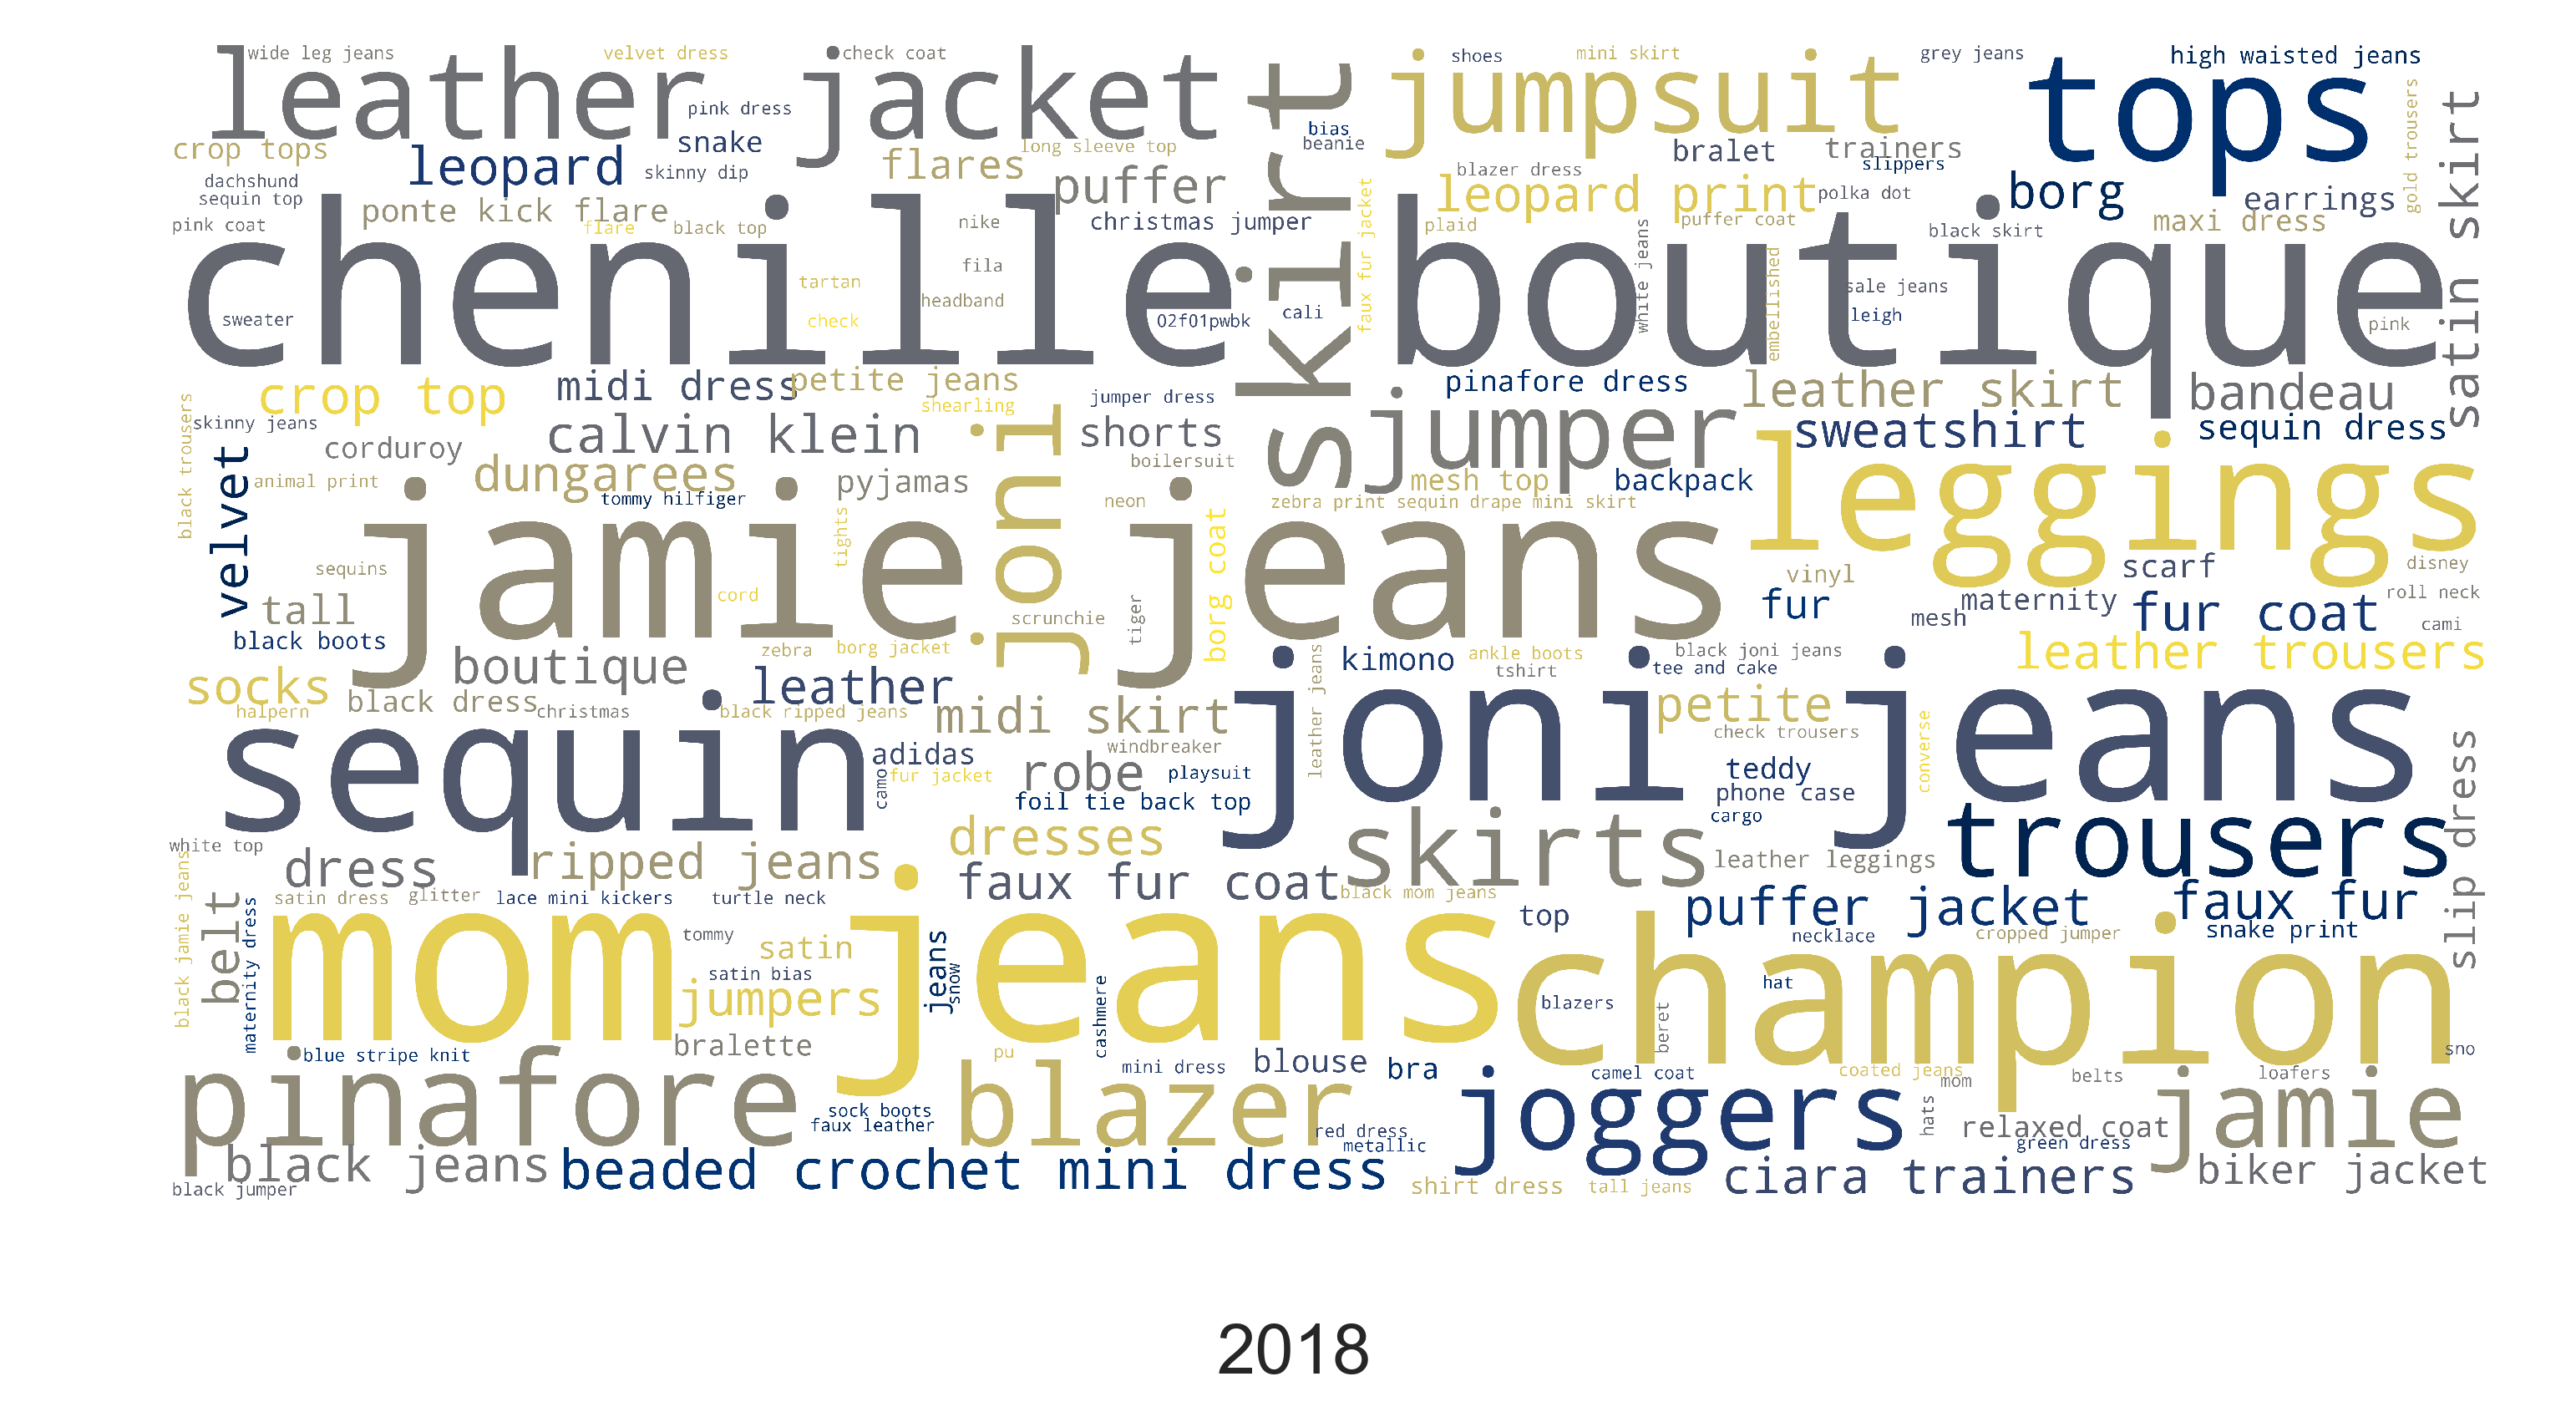 wide leg jeans
velvet dress
check coat
leather jacket
pink dress
shoes
mini skirt
grey jeans
high waisted jeans
jumpsuit
tops
skirt
gold trousers
satin skirt
crop tops
leopard
snake
skinny dip
flares
long sleeve top
bias
beanie
bralet
trainers
slippers
dachshund
sequin top
ponte kick flare
puffer
blazer dress
leopard print
polka dot
borg
earrings
pink coat
flare
black top
nike
christmas jumper
faux fur jacket
plaid
puffer coat
white jeans
black skirt
maxi dress
chenille boutique
fila
tartan
headband
embellished
sale jeans
sweater
check
02f01pwbk
cali
leigh
pink
crop top
midi dress
petite jeans
pinafore dress
leather skirt
bandeau
black trousers
skinny jeans
shearling
jumper dress
jumper
corduroy
calvin klein
joni
shorts
sweatshirt
sequin dress
velvet
animal print
dungarees
tommy hilfiger
pyjamas
boilersuit
mesh top
backpack
leggings
zebra print sequin drape mini skirt
jamie jeans
tights
neon
borg coat
sequins
cord
vinyl
scarf
disney
tall
scrunchie
tiger
fur
mesh
maternity
fur coat
roll neck
cami
black boots
zebra
borg jacket
boutique
leather jeans
kimono
ankle boots
tshirt
black joni jeans
tee and cake
leather trousers
socks
halpern
black dress
christmas
leather
black ripped jeans
midi skirt
joni jeans
petite
check trousers
converse
sequin
adidas
camo
fur jacket
windbreaker
robe
playsuit
foil tie back top
teddy
phone case
cargo
slip dress
white top
black jamie jeans
dress
ripped jeans
dresses
skirts
leather leggings
trousers
faux fur coat
belt
maternity dress
satin dress
glitter
lace mini kickers
turtle neck
black mom jeans
top
puffer jacket
faux fur
mom jeans
tommy
satin
satin bias
jumpers
jeans
snow
cashmere
necklace
cropped jumper
snake print
champion
blazers
hat
beret
blue stripe knit
bralette
pu
mini dress
blouse
bra
camel coat
coated jeans
mom
belts
loafers
sno
pinafore
sock boots
faux leather
blazer
red dress
metallic
joggers
hats
relaxed coat
green dress
jamie
black jeans
beaded crochet mini dress
shirt dress
tall jeans
ciara trainers
biker jacket
black jumper
2018